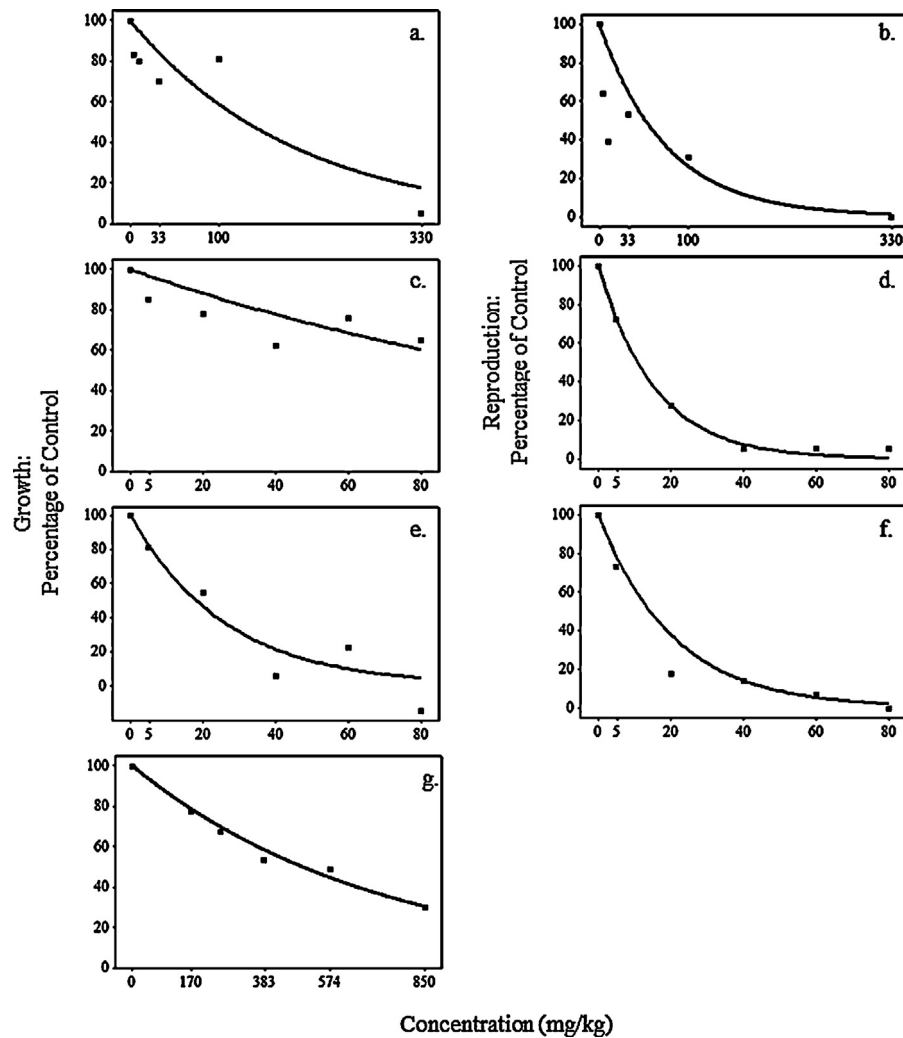 a.
100
80
60
40
20
0
0 33 100 330
b.
100
80
60
40
20
0
0 33 100 330
c.
100
80
60
40
20
0
0 5 20 40 60 80
d.
100
80
60
40
20
0
0 5 20 40 60 80
e.
100
80
60
40
20
0
0 5 20 40 60 80
f.
100
80
60
40
20
0
0 5 20 40 60 80
g.
100
80
60
40
20
0
0 170 383 574 850
Growth:
Percentage of Control
Reproduction:
Percentage of Control
Concentration (mg/kg)